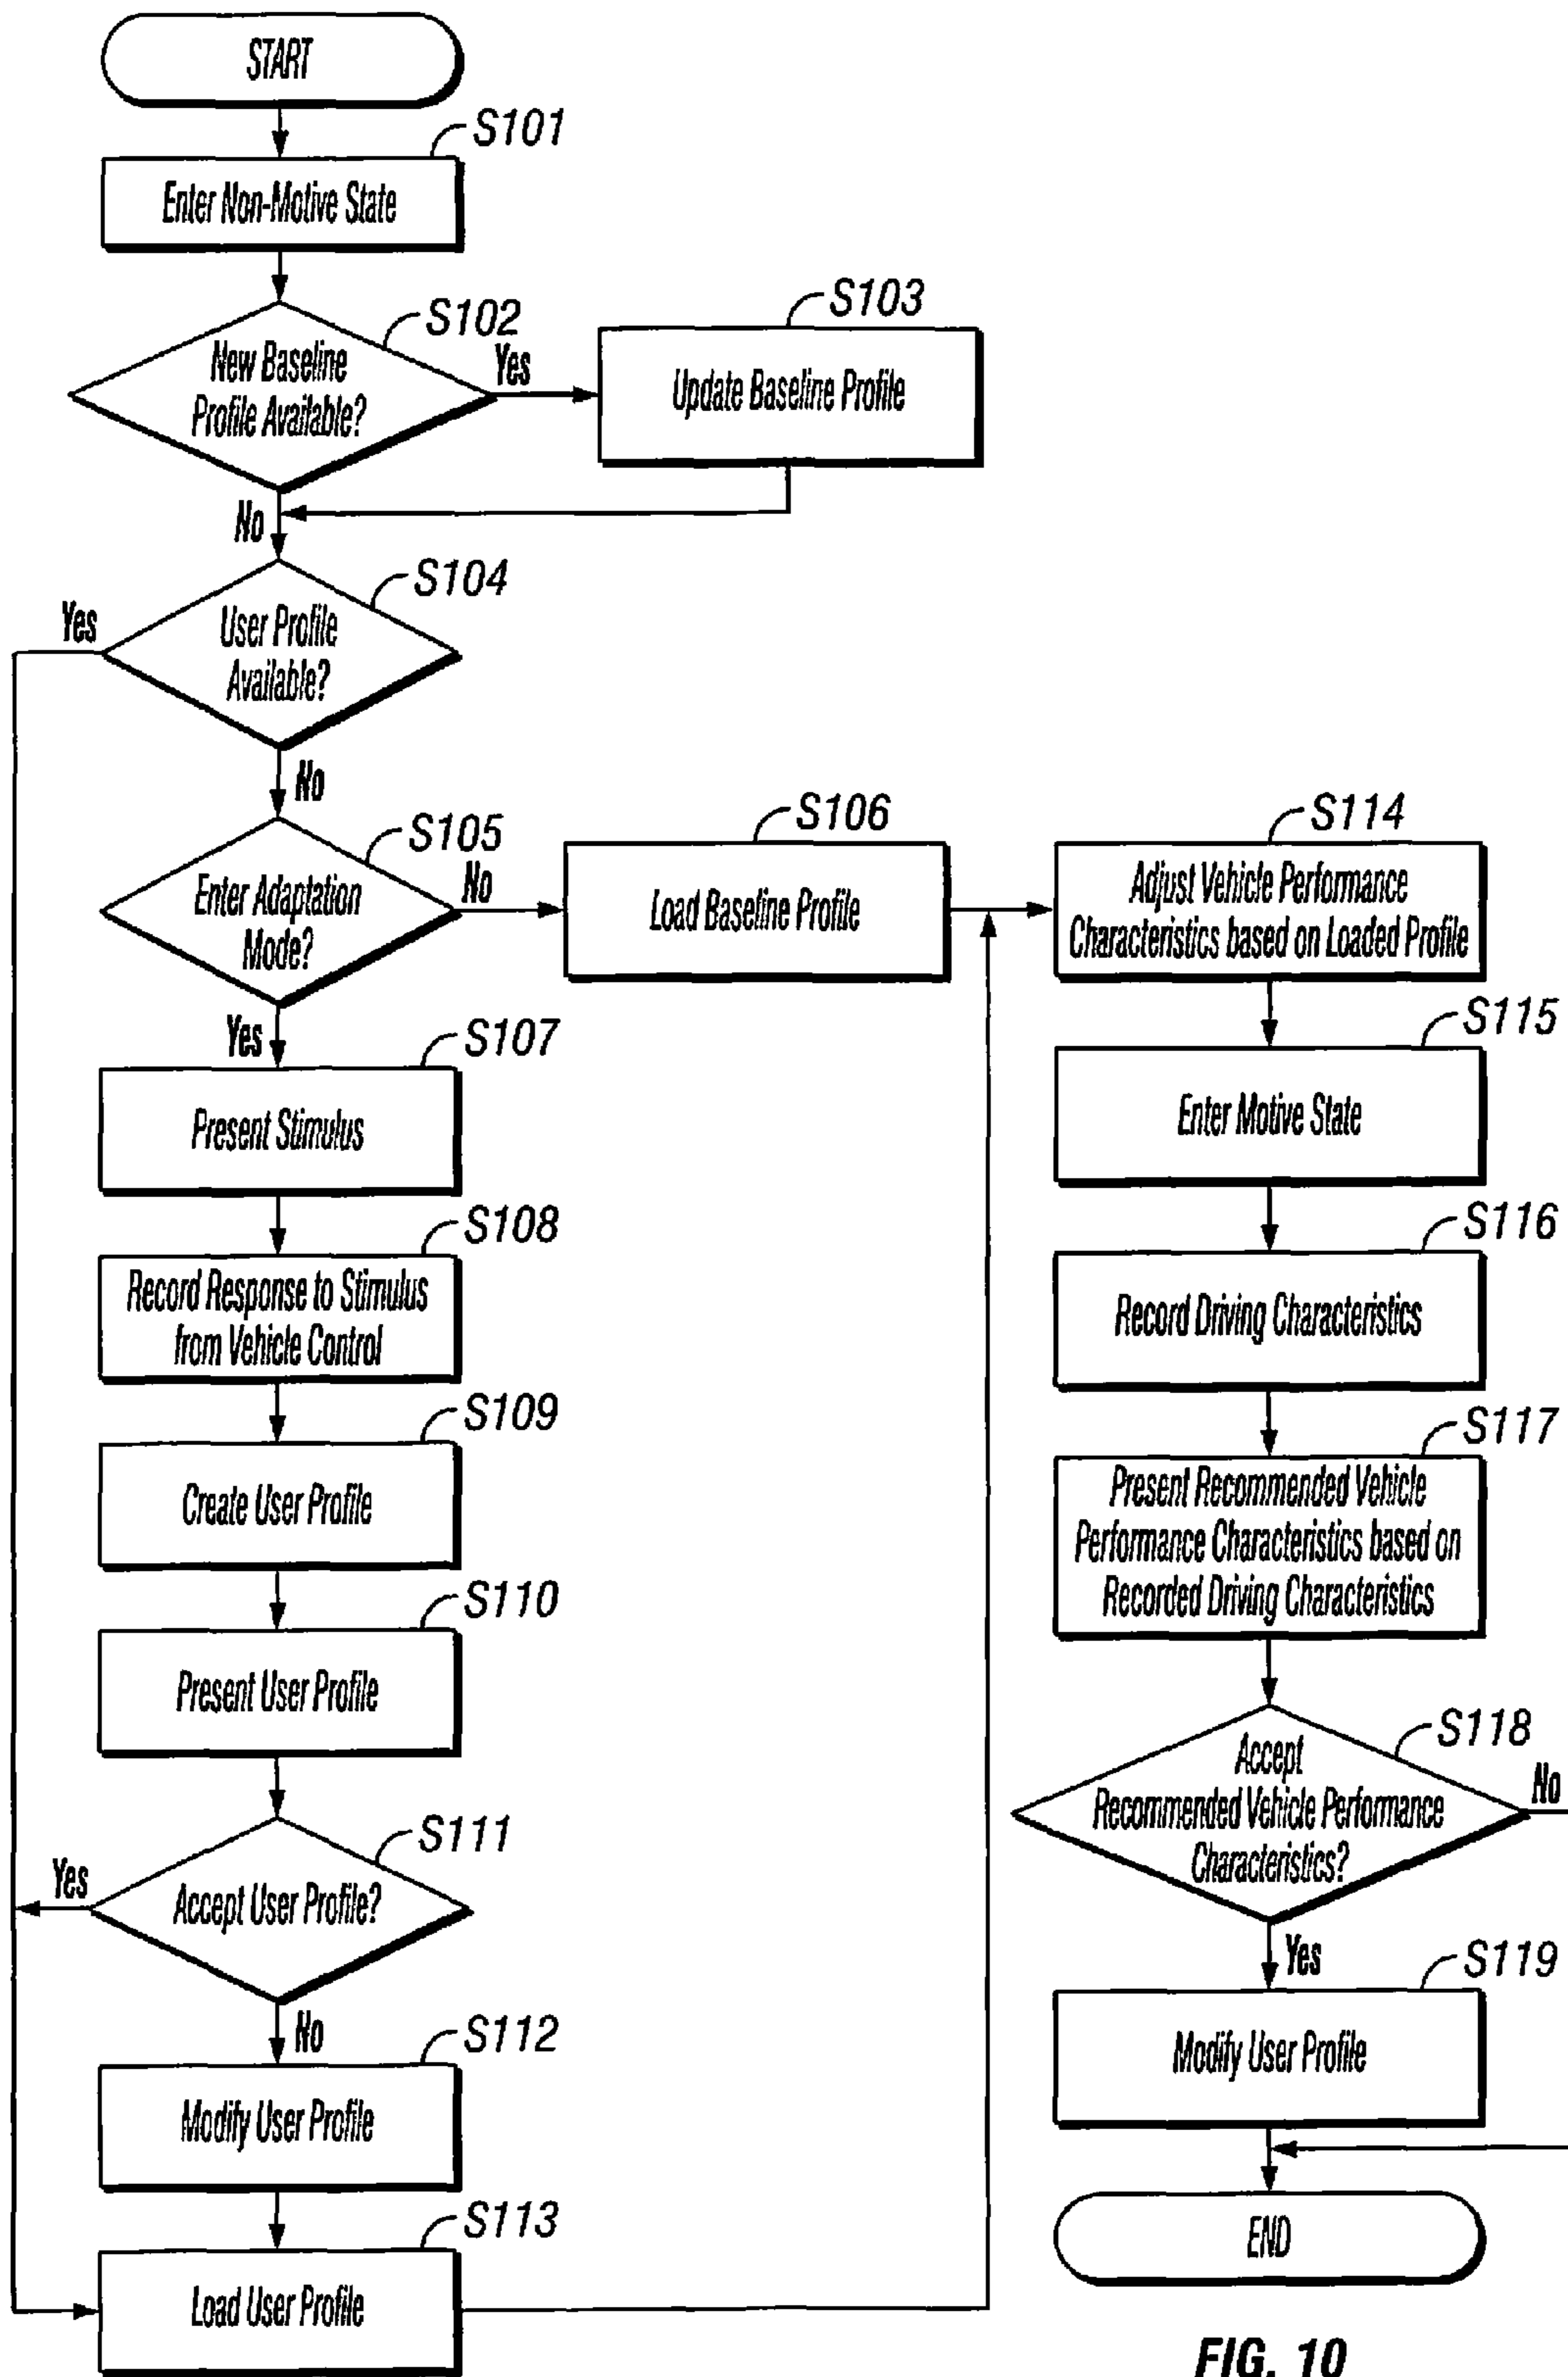 START
S101
Enter Non-Motive State
S102
New Baseline
Profile Available?
Yes
S103
Update Baseline Profile
No
S104
User Profile
Available?
Yes
No
S105
Enter Adaptation
Mode?
No
S106
Load Baseline Profile
Yes
S107
Present Stimulus
S108
Record Response to Stimulus
from Vehicle Control
S109
Create User Profile
S110
Present User Profile
S111
Accept User Profile?
Yes
No
S112
Modify User Profile
S113
Load User Profile
S114
Adjust Vehicle Performance
Characteristics based on Loaded Profile
S115
Enter Motive State
S116
Record Driving Characteristics
S117
Present Recommended Vehicle
Performance Characteristics based on
Recorded Driving Characteristics
S118
Accept
Recommended Vehicle Performance
Characteristics?
No
Yes
S119
Modify User Profile
END
FIG. 10